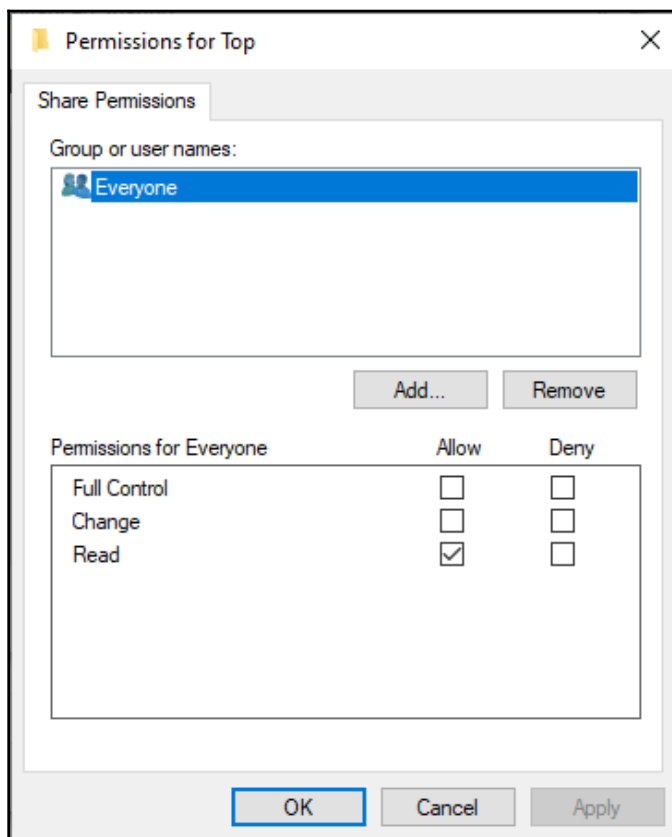 Permissions for Top
Share Permissions
Group or user names:
Everyone
Add... Remove
Permissions for Everyone Allow Deny
Full Control
Change
Read
OK Cancel Apply